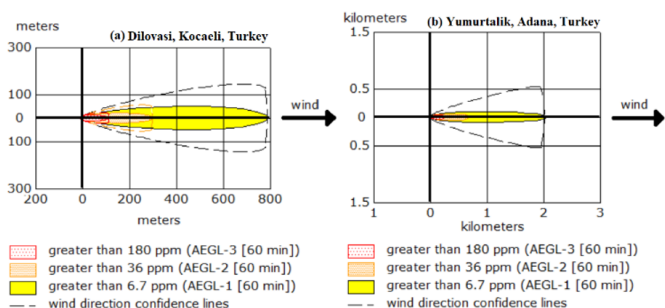 meters
(a) Dilovasi, Kocaeli, Turkey
300
100
0
100
300
200 0 200 400 600 800
meters
wind
greater than 180 ppm (AEGL-3 [60 min])
greater than 36 ppm (AEGL-2 [60 min])
greater than 6.7 ppm (AEGL-1 [60 min])
wind direction confidence lines
kilometers
(b) Yumurtalik, Adana, Turkey
1.5
0.5
0
0.5
1.5
1 0 1 2 3
kilometers
wind
greater than 180 ppm (AEGL-3 [60 min])
greater than 36 ppm (AEGL-2 [60 min])
greater than 6.7 ppm (AEGL-1 [60 min])
wind direction confidence lines